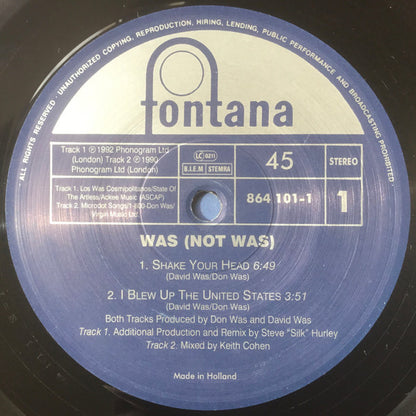 ALL RIGHTS RESERVED · UNAUTHORIZED COPYING, REPRODUCTION, HIRING, LENDING, PUBLIC PERFORMANCE AND BROADCASTING PROHIBITED
fontana
Track 1 ℗ 1992 Phonogram Ltd
(London) Track 2 ℗ 1990
Phonogram Ltd (London)
LC 0211
B.I.E.M STEMRA
45
STEREO
Track 1. Los Was Cosmipolitanos/State Of
The Artless/Ackee Music (ASCAP)
Track 2. Microdot Songs/1-800-Don Was/
Virgin Music Ltd.
864 101-1
1
WAS (NOT WAS)
1. SHAKE YOUR HEAD 6:49
(David Was/Don Was)
2. I BLEW UP THE UNITED STATES 3:51
(David Was/Don Was)
Both Tracks Produced by Don Was and David Was
Track 1. Additional Production and Remix by Steve "Silk" Hurley
Track 2. Mixed by Keith Cohen
Made in Holland